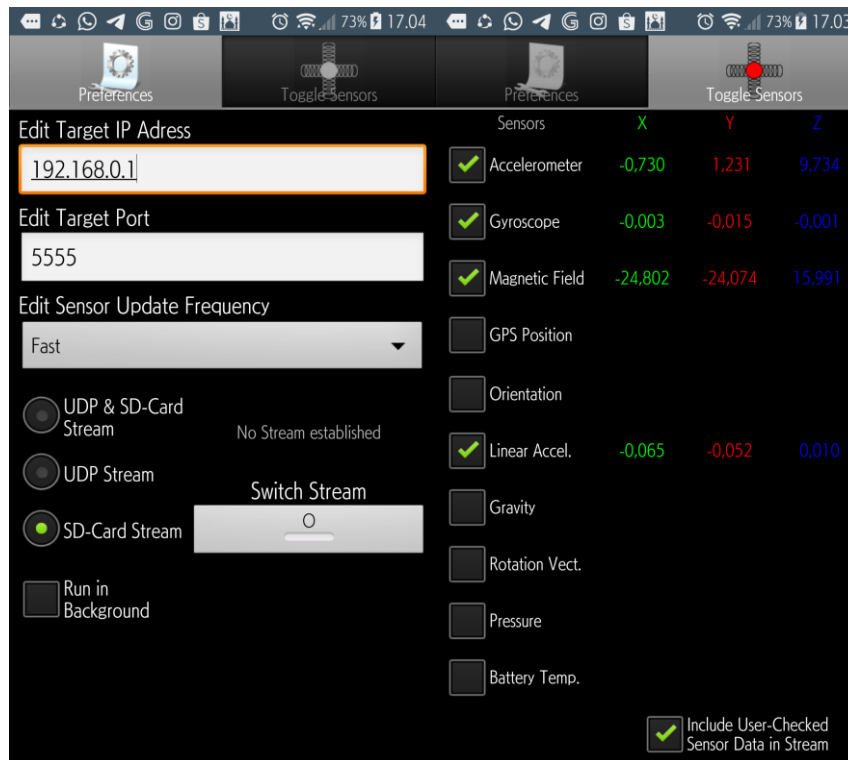 73% 17.04
Preferences
Toggle Sensors
Edit Target IP Adress
192.168.0.1
Edit Target Port
5555
Edit Sensor Update Frequency
Fast
UDP & SD-Card
Stream
No Stream established
UDP Stream
Switch Stream
O
SD-Card Stream
Run in
Background
73% 17.03
Preferences
Toggle Sensors
Sensors X Y Z
Accelerometer -0,730 1,231 9,734
Gyroscope -0,003 -0,015 -0,001
Magnetic Field -24,802 -24,074 15,991
GPS Position
Orientation
Linear Accel. -0,065 -0,052 0,010
Gravity
Rotation Vect.
Pressure
Battery Temp.
Include User-Checked
Sensor Data in Stream